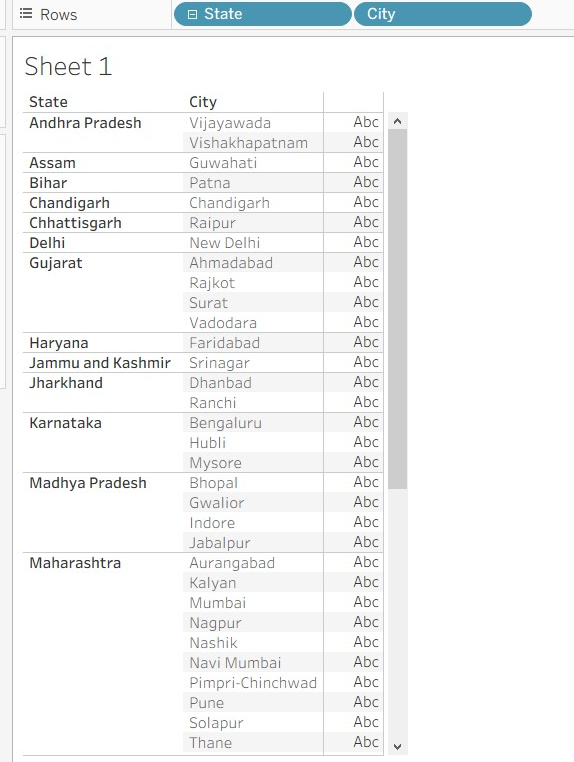 Rows State City
Sheet 1
State City
Andhra Pradesh Vijayawada Abc
Vishakhapatnam Abc
Assam Guwahati Abc
Bihar Patna Abc
Chandigarh Chandigarh Abc
Chhattisgarh Raipur Abc
Delhi New Delhi Abc
Gujarat Ahmadabad Abc
Rajkot Abc
Surat Abc
Vadodara Abc
Haryana Faridabad Abc
Jammu and Kashmir Srinagar Abc
Jharkhand Dhanbad Abc
Ranchi Abc
Karnataka Bengaluru Abc
Hubli Abc
Mysore Abc
Madhya Pradesh Bhopal Abc
Gwalior Abc
Indore Abc
Jabalpur Abc
Maharashtra Aurangabad Abc
Kalyan Abc
Mumbai Abc
Nagpur Abc
Nashik Abc
Navi Mumbai Abc
Pimpri-Chinchwad Abc
Pune Abc
Solapur Abc
Thane Abc